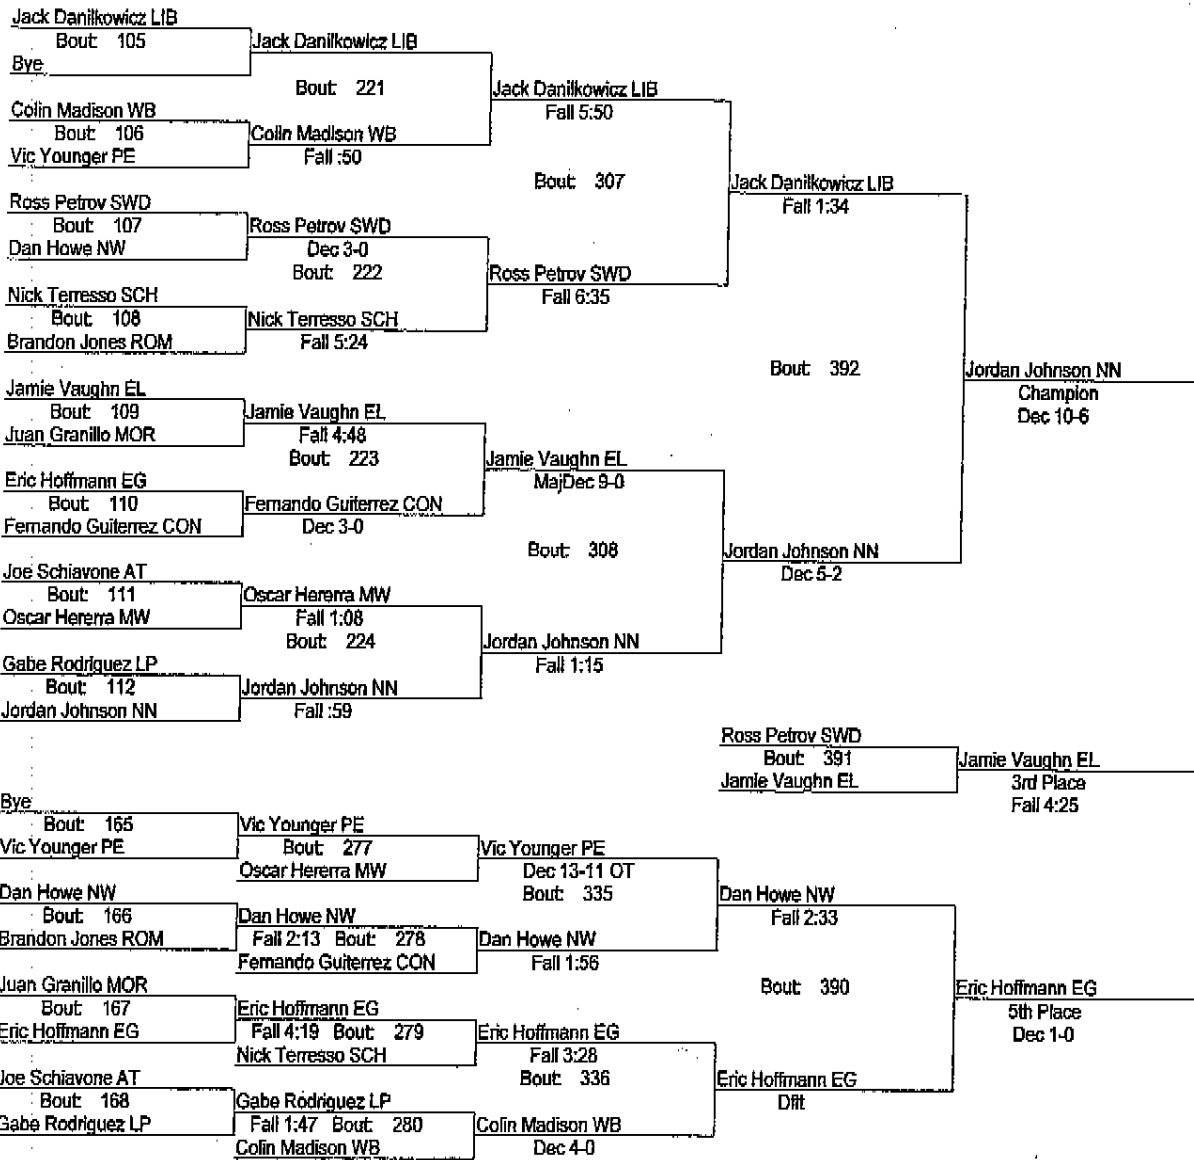 Jack Danilkowicz LIB
Bout: 105
Bye
Jack Danilkowicz LIB
Bout: 221
Colin Madison WB
Bout: 106
Vic Younger PE
Colin Madison WB
Fall :50
Jack Danilkowicz LIB
Fall 5:50
Bout: 307
Ross Petrov SWD
Bout: 107
Dan Howe NW
Ross Petrov SWD
Dec 3-0
Bout: 222
Nick Terresso SCH
Bout: 108
Brandon Jones ROM
Nick Terresso SCH
Fall 5:24
Ross Petrov SWD
Fall 6:35
Jack Danilkowicz LIB
Fall 1:34
Bout: 392
Jordan Johnson NN
Champion
Dec 10-6
Jamie Vaughn EL
Bout: 109
Juan Granillo MOR
Jamie Vaughn EL
Fall 4:48
Bout: 223
Eric Hoffmann EG
Bout: 110
Fernando Guiterrez CON
Fernando Guiterrez CON
Dec 3-0
Jamie Vaughn EL
MajDec 9-0
Bout: 308
Joe Schiavone AT
Bout: 111
Oscar Hererra MW
Oscar Hererra MW
Fall 1:08
Bout: 224
Gabe Rodriguez LP
Bout: 112
Jordan Johnson NN
Jordan Johnson NN
Fall :59
Jordan Johnson NN
Fall 1:15
Jordan Johnson NN
Dec 5-2
Ross Petrov SWD
Bout: 391
Jamie Vaughn EL
Jamie Vaughn EL
3rd Place
Fall 4:25
Bye
Bout: 165
Vic Younger PE
Vic Younger PE
Bout: 277
Oscar Hererra MW
Vic Younger PE
Dec 13-11 OT
Bout: 335
Dan Howe NW
Bout: 166
Brandon Jones ROM
Dan Howe NW
Fall 2:13 Bout: 278
Fernando Guiterrez CON
Dan Howe NW
Fall 1:56
Dan Howe NW
Fall 2:33
Bout: 390
Juan Granillo MOR
Bout: 167
Eric Hoffmann EG
Eric Hoffmann EG
Fall 4:19 Bout: 279
Nick Terresso SCH
Eric Hoffmann EG
Fall 3:28
Bout: 336
Joe Schiavone AT
Bout: 168
Gabe Rodriguez LP
Gabe Rodriguez LP
Fall 1:47 Bout: 280
Colin Madison WB
Colin Madison WB
Dec 4-0
Eric Hoffmann EG
Dflt
Eric Hoffmann EG
5th Place
Dec 1-0